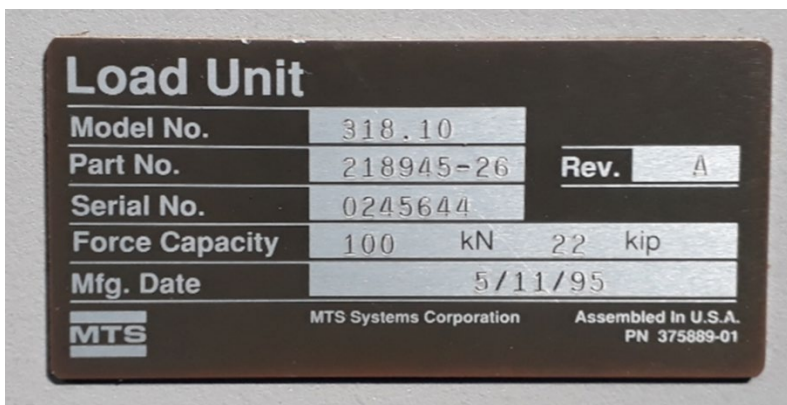 Load Unit
Model No. 318.10
Part No. 218945-26 Rev. A
Serial No. 0245644
Force Capacity 100 kN 22 kip
Mfg. Date 5/11/95
MTS MTS Systems Corporation Assembled In U.S.A.
PN 375889-01